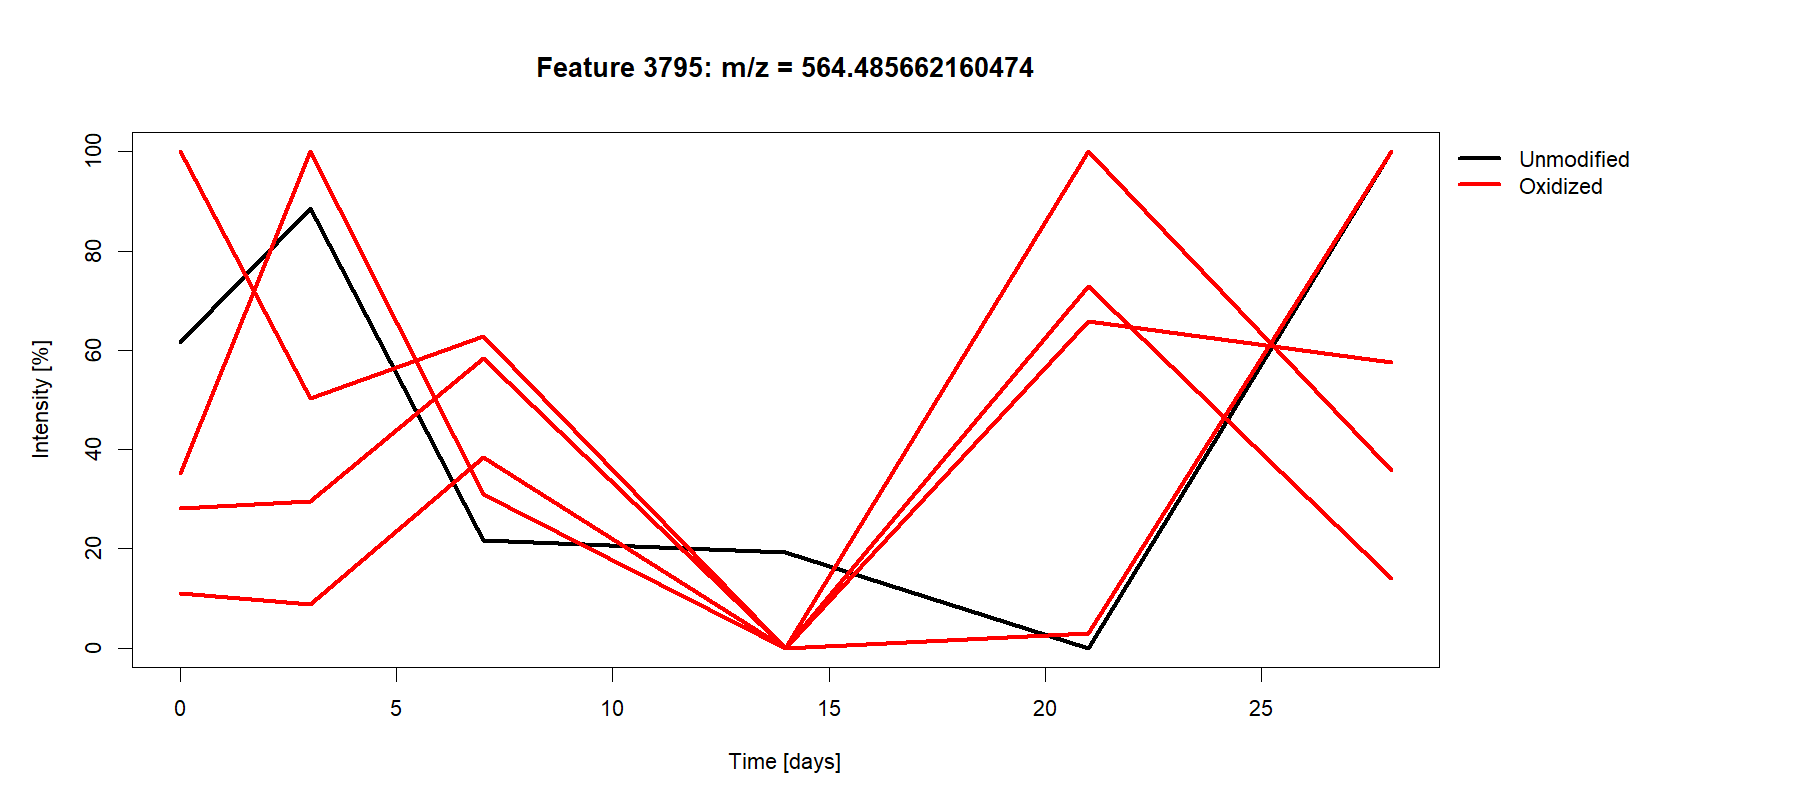 Feature 3795: m/z = 564.485662160474
Unmodified
Oxidized
Intensity [%]
100
80
60
40
20
0
0 5 10 15 20 25
Time [days]